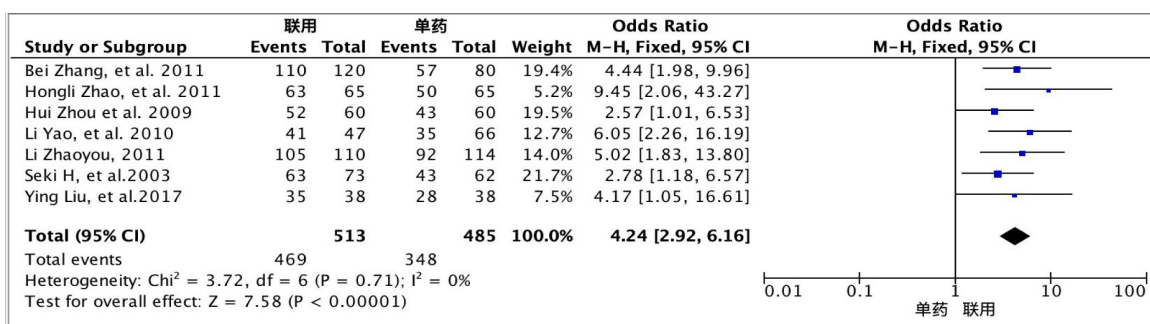 联用 单药 Odds Ratio Odds Ratio
Study or Subgroup Events Total Events Total Weight M-H, Fixed, 95% CI M-H, Fixed, 95% CI
Bei Zhang, et al. 2011 110 120 57 80 19.4% 4.44 [1.98, 9.96]
Hongli Zhao, et al. 2011 63 65 50 65 5.2% 9.45 [2.06, 43.27]
Hui Zhou et al. 2009 52 60 43 60 19.5% 2.57 [1.01, 6.53]
Li Yao, et al. 2010 41 47 35 66 12.7% 6.05 [2.26, 16.19]
Li Zhaoyou, 2011 105 110 92 114 14.0% 5.02 [1.83, 13.80]
Seki H, et al.2003 63 73 43 62 21.7% 2.78 [1.18, 6.57]
Ying Liu, et al.2017 35 38 28 38 7.5% 4.17 [1.05, 16.61]
Total (95% CI) 513 485 100.0% 4.24 [2.92, 6.16]
Total events 469 348
Heterogeneity: Chi² = 3.72, df = 6 (P = 0.71); I² = 0%
Test for overall effect: Z = 7.58 (P < 0.00001)
0.01 0.1 1 10 100
单药 联用